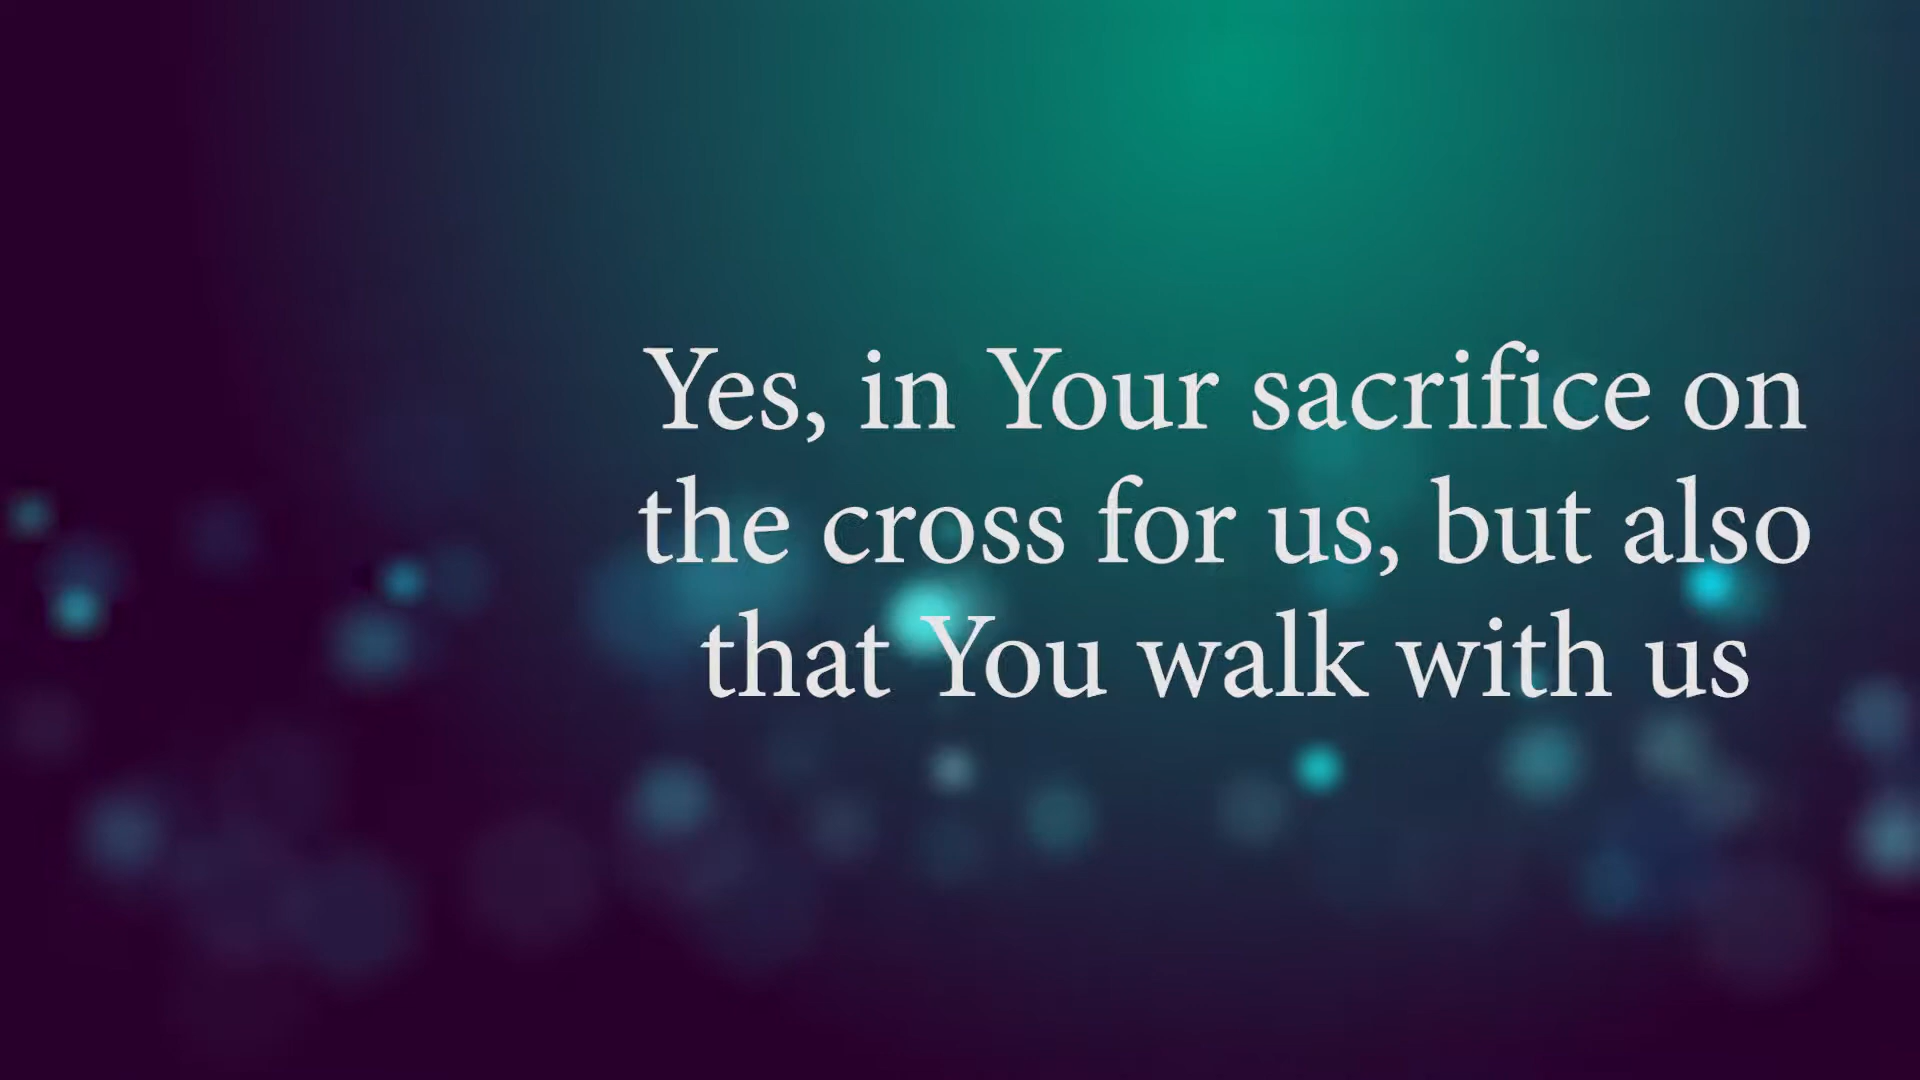 Yes, in Your sacrifice on
the cross for us, but also
that You walk with us